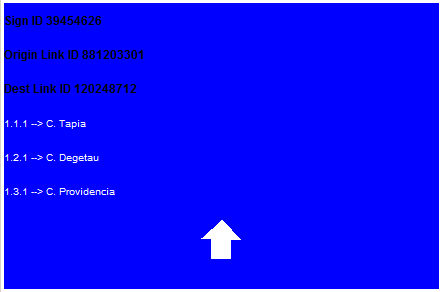 Sign ID 39454626
Origin Link ID 881203301
Dest Link ID 120248712
1.1.1 --> C. Tapia
1.2.1 --> C. Degetau
1.3.1 --> C. Providencia